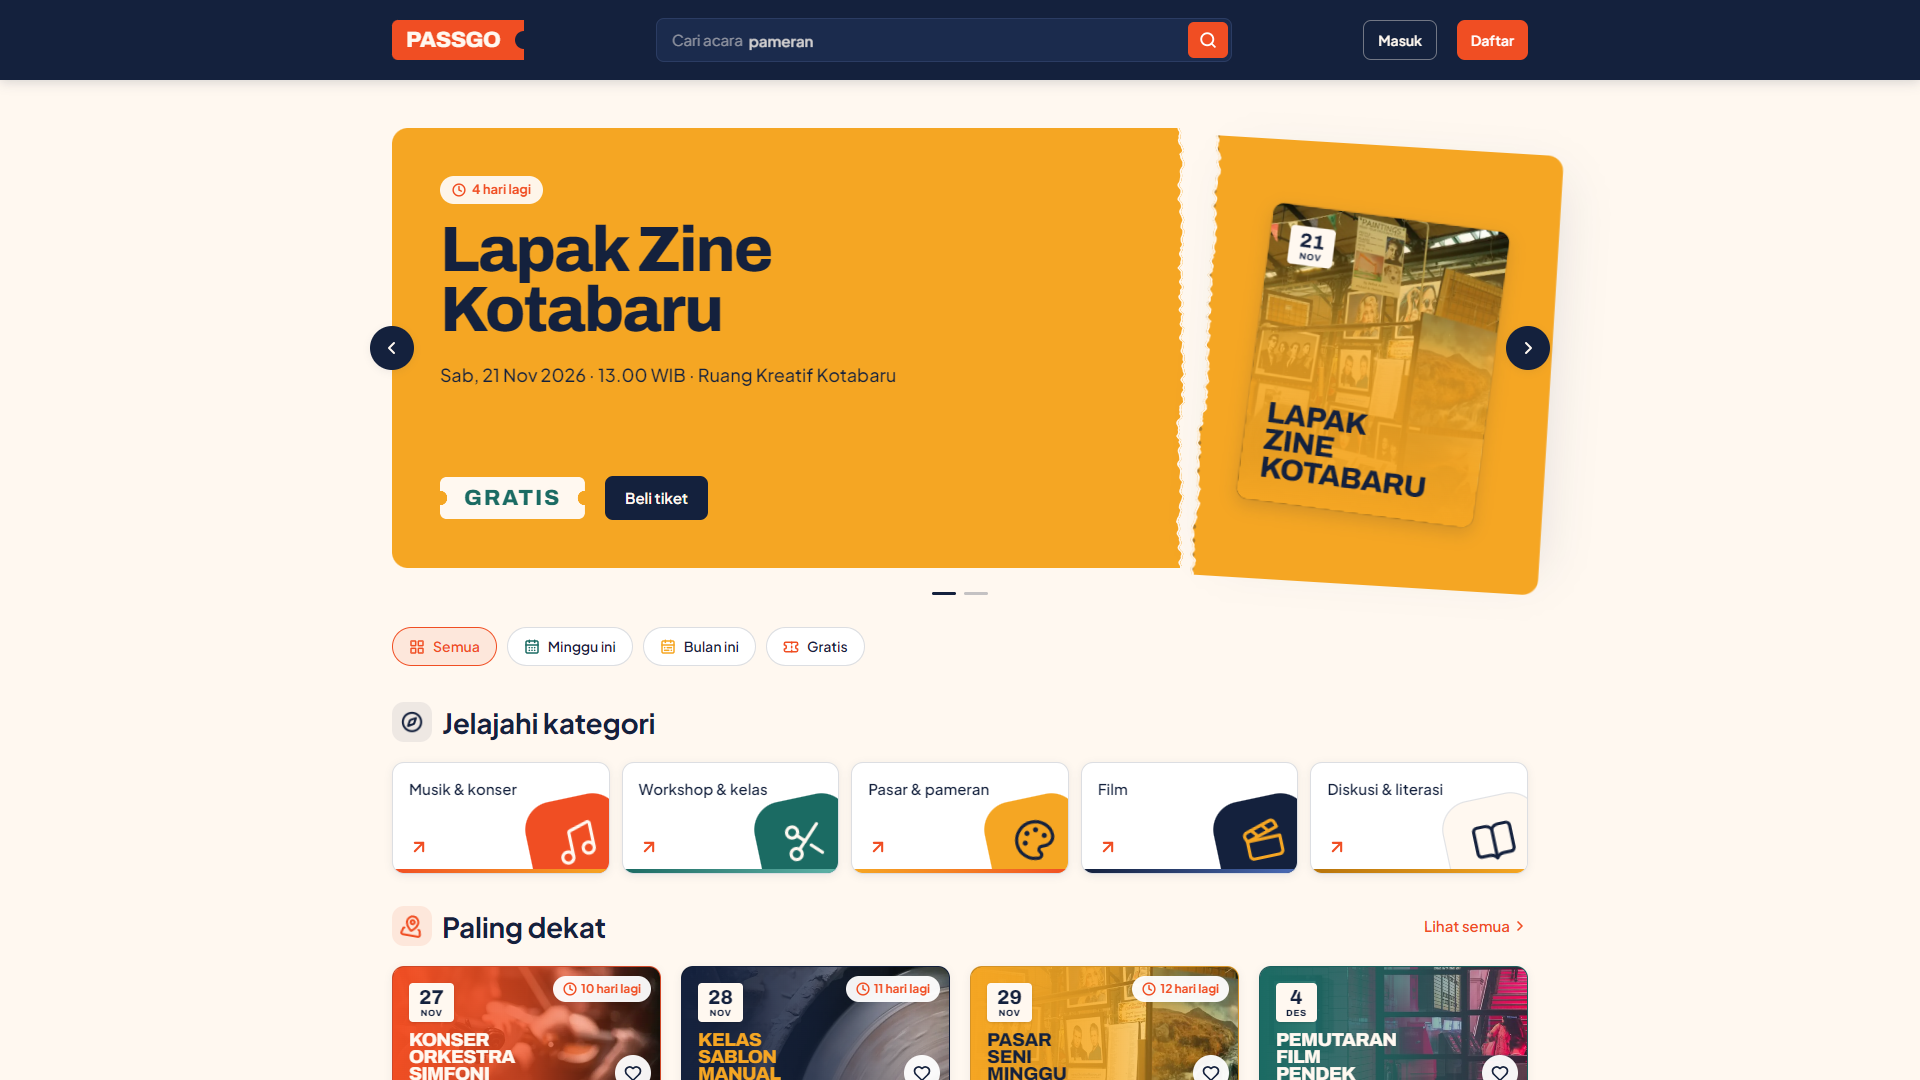 PASSGO
Cari acara pameran
Masuk
Daftar
4 hari lagi
Lapak Zine
Kotabaru
Sab, 21 Nov 2026 · 13.00 WIB · Ruang Kreatif Kotabaru
GRATIS
Beli tiket
21
NOV
LAPAK
ZINE
KOTABARU
Semua
Minggu ini
Bulan ini
Gratis
Jelajahi kategori
Musik & konser
Workshop & kelas
Pasar & pameran
Film
Diskusi & literasi
Paling dekat
Lihat semua
27
NOV
10 hari lagi
KONSER
ORKESTRA
SIMFONI
28
NOV
11 hari lagi
KELAS
SABLON
MANUAL
29
NOV
12 hari lagi
PASAR
SENI
MINGGU
4
DES
PEMUTARAN
FILM
PENDEK